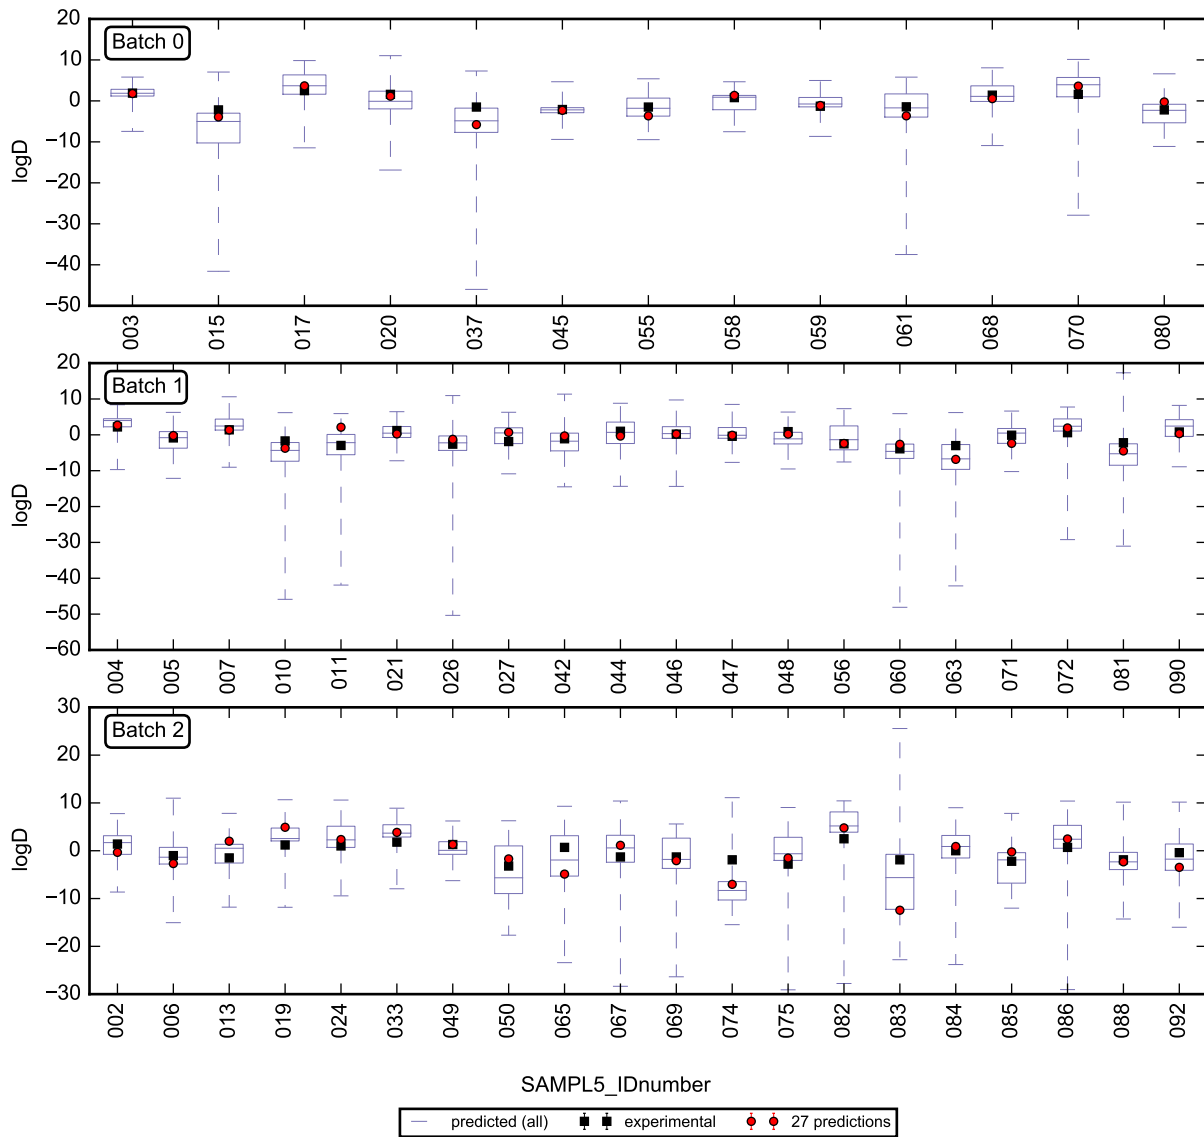 20
Batch 0
10
0
−10
−20
−30
−40
−50
logD
003 015 017 020 037 045 055 058 059 061 068 070 080
20
Batch 1
10
0
−10
−20
−30
−40
−50
−60
logD
004 005 007 010 011 021 026 027 042 044 046 047 048 056 060 063 071 072 081 090
30
Batch 2
20
10
0
−10
−20
−30
logD
002 006 013 019 024 033 049 050 065 067 069 074 075 082 083 084 085 086 088 092
SAMPL5_IDnumber
predicted (all) experimental 27 predictions